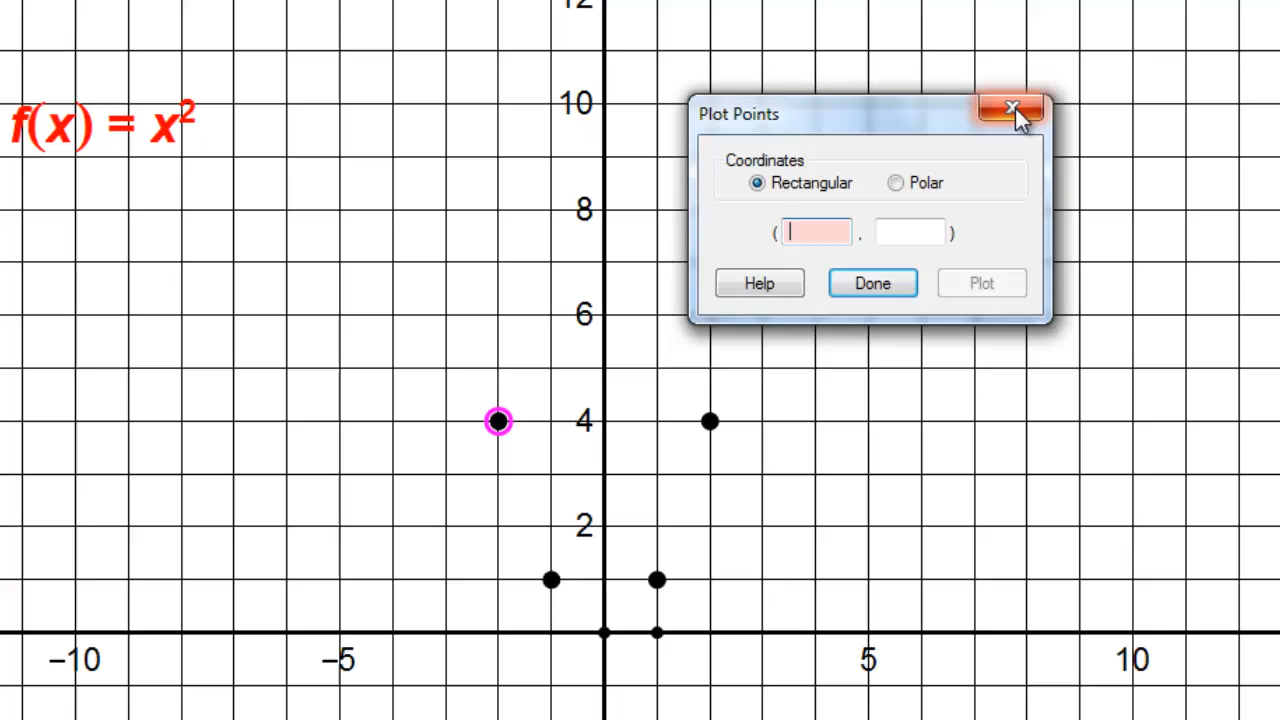 12
f(x) = x²
10
Plot Points
x
Coordinates
Rectangular Polar
8
( , )
Help Done Plot
6
4
2
−10 −5 5 10